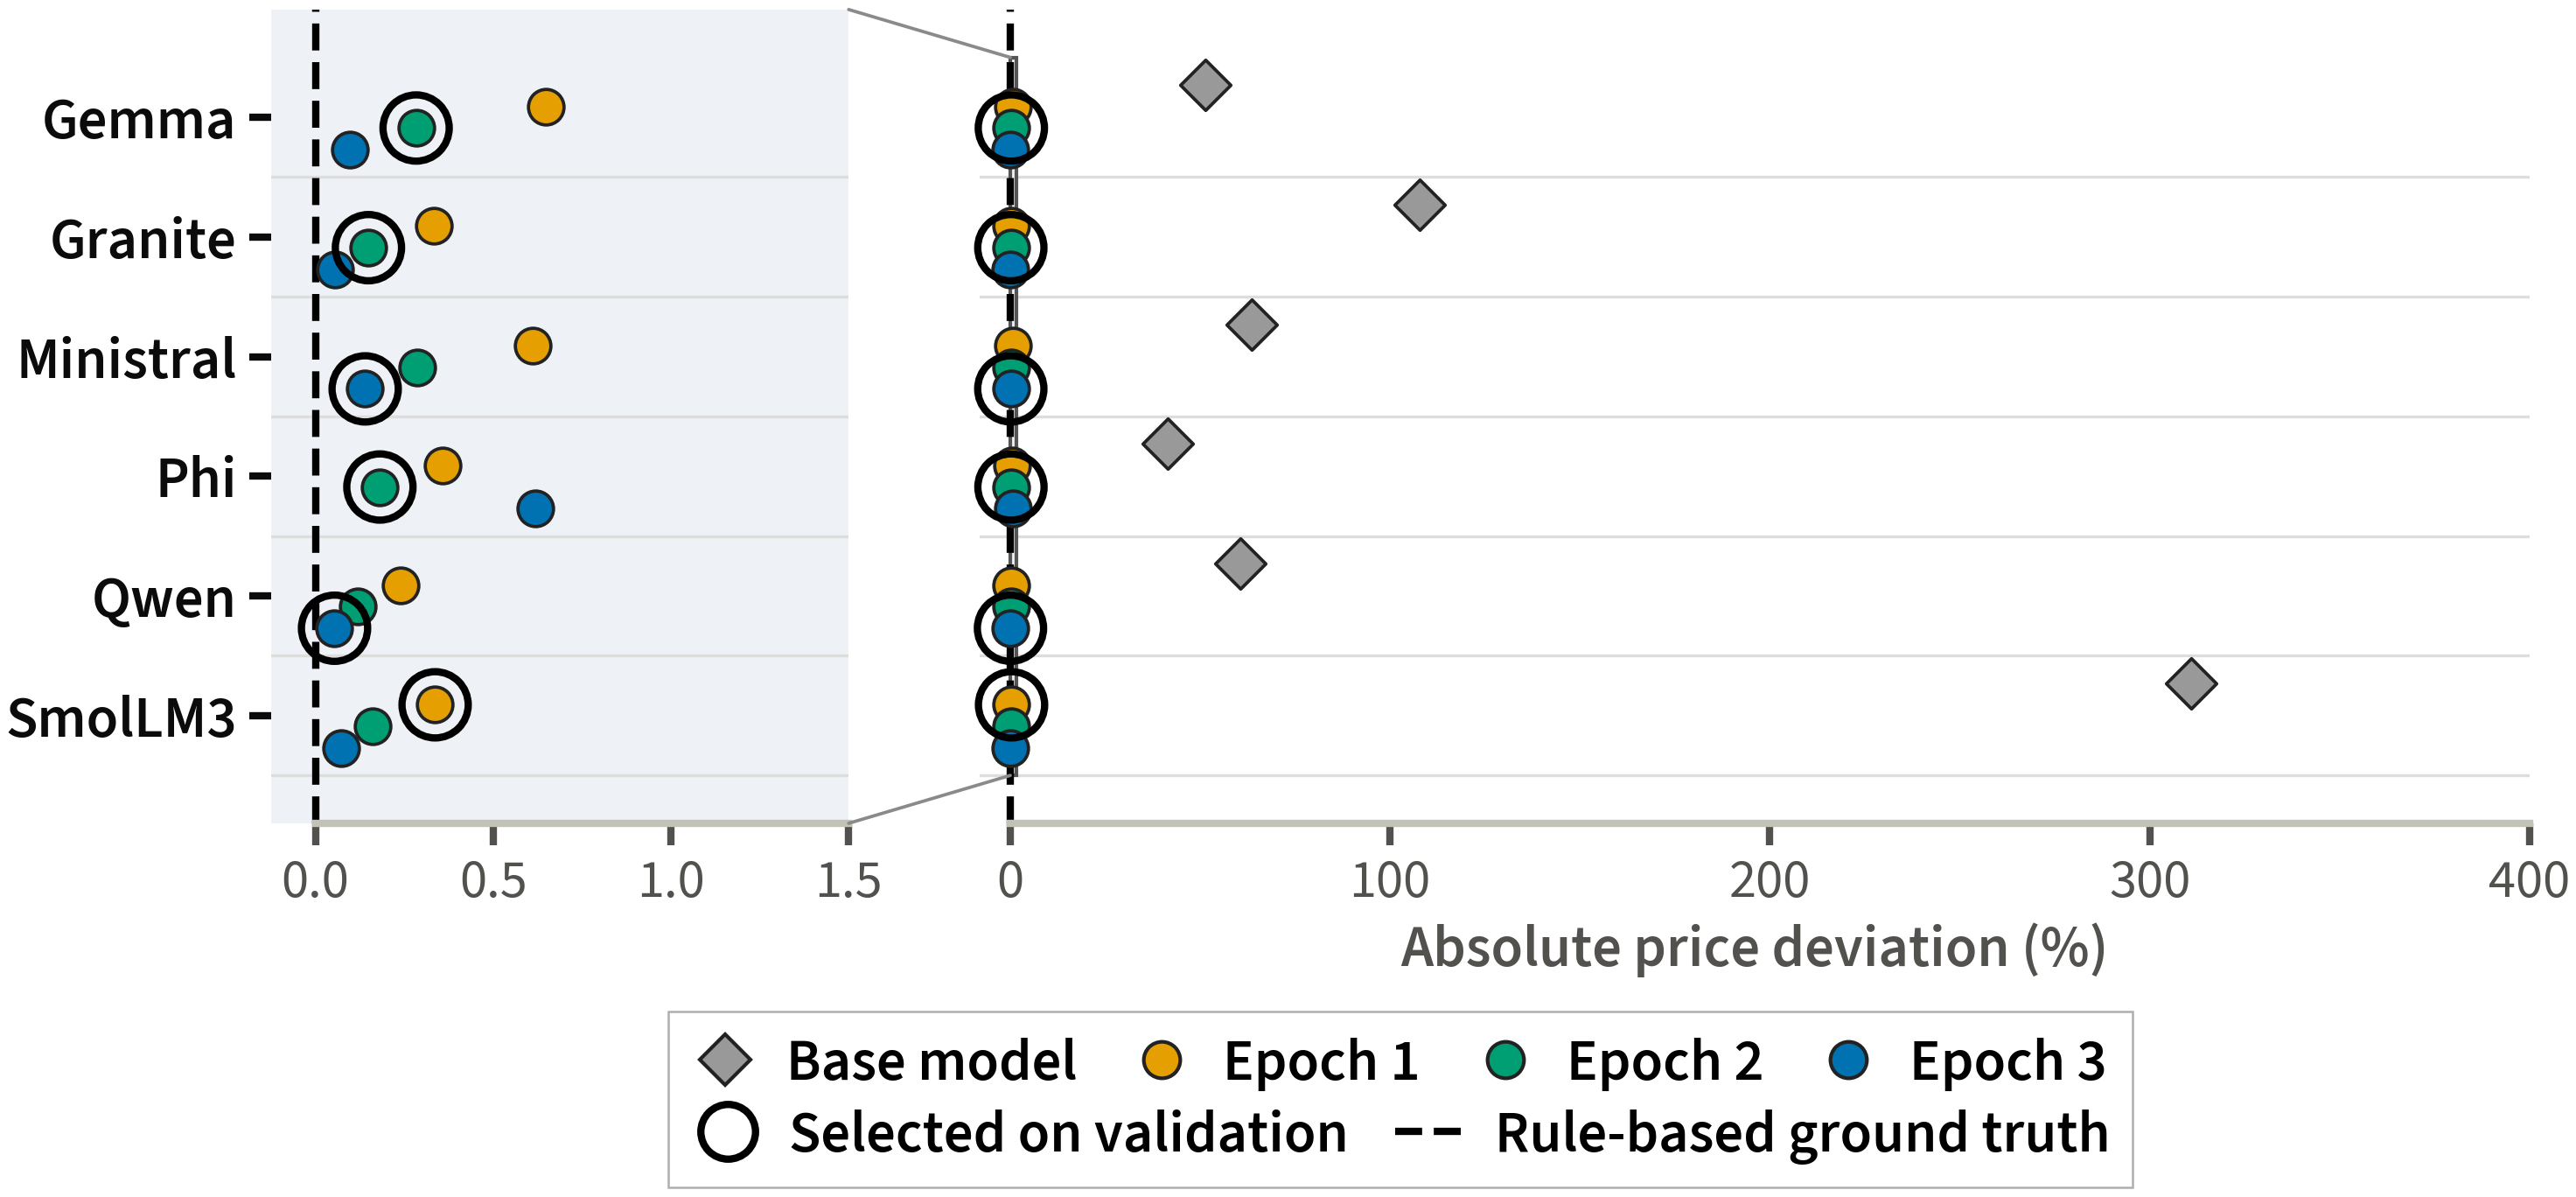 Gemma
Granite
Ministral
Phi
Qwen
SmolLM3
0.0 0.5 1.0 1.5 0 100 200 300 400
Absolute price deviation (%)
Base model Epoch 1 Epoch 2 Epoch 3
Selected on validation Rule-based ground truth